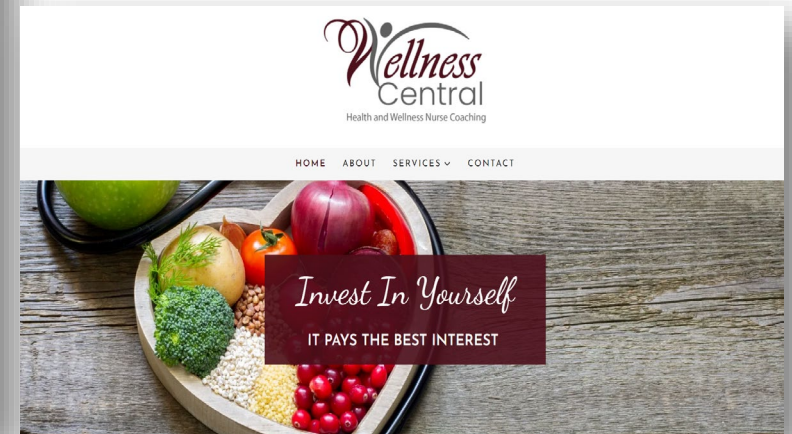 Wellness
Central
Health and Wellness Nurse Coaching
HOME ABOUT SERVICES CONTACT
Invest In Yourself
IT PAYS THE BEST INTEREST